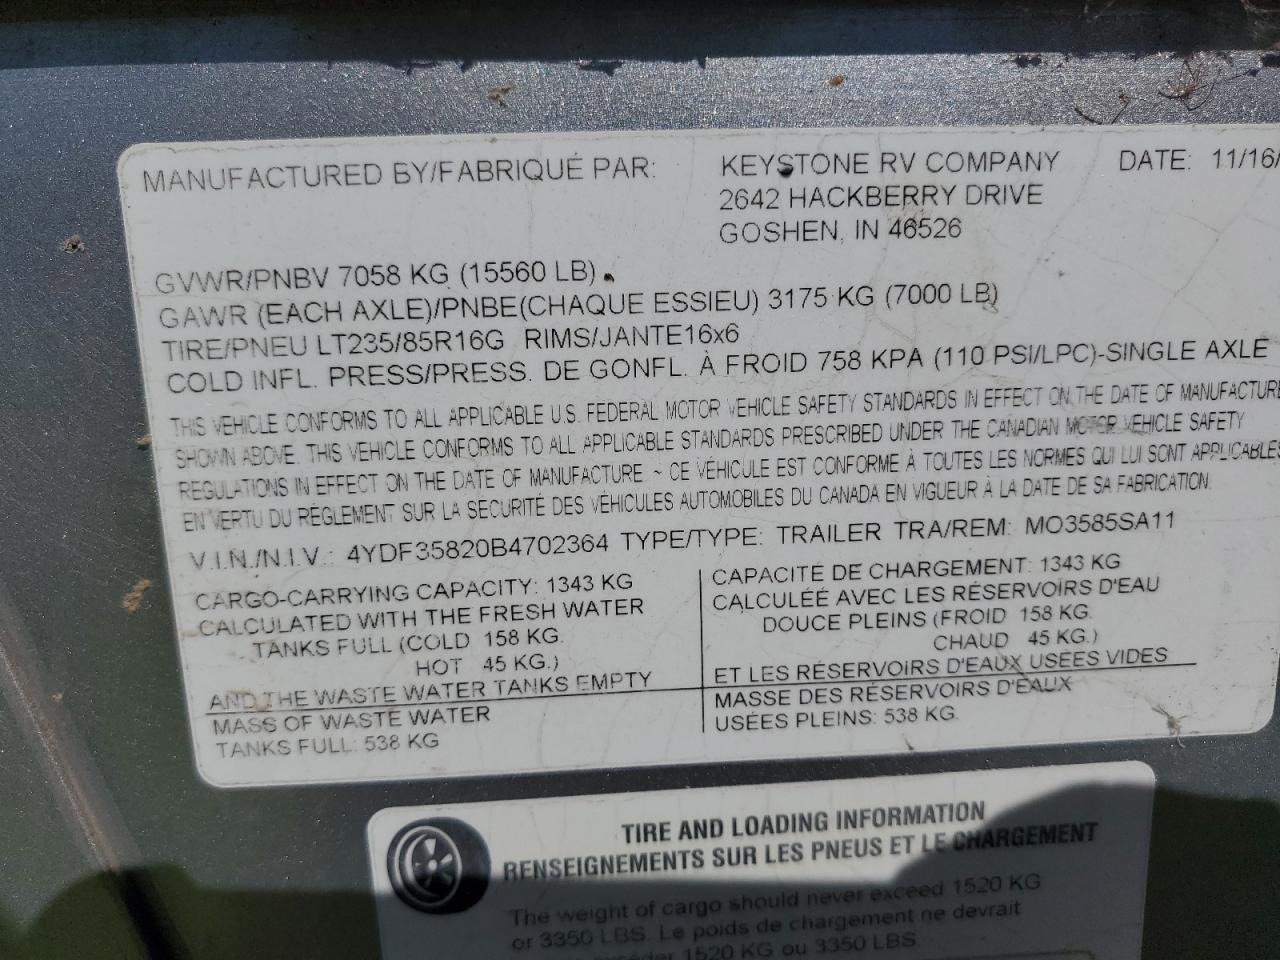 MANUFACTURED BY/FABRIQUÉ PAR: KEYSTONE RV COMPANY DATE: 11/16/
2642 HACKBERRY DRIVE
GOSHEN, IN 46526
GVWR/PNBV 7058 KG (15560 LB)
GAWR (EACH AXLE)/PNBE(CHAQUE ESSIEU) 3175 KG (7000 LB)
TIRE/PNEU LT235/85R16G RIMS/JANTE16x6
COLD INFL. PRESS/PRESS. DE GONFL. À FROID 758 KPA (110 PSI/LPC)-SINGLE AXLE
THIS VEHICLE CONFORMS TO ALL APPLICABLE U.S. FEDERAL MOTOR VEHICLE SAFETY STANDARDS IN EFFECT ON THE DATE OF MANUFACTURE
SHOWN ABOVE. THIS VEHICLE CONFORMS TO ALL APPLICABLE STANDARDS PRESCRIBED UNDER THE CANADIAN MOTOR VEHICLE SAFETY
REGULATIONS IN EFFECT ON THE DATE OF MANUFACTURE ~ CE VÉHICULE EST CONFORME À TOUTES LES NORMES QUI LUI SONT APPLICABLES
EN VERTU DU RÈGLEMENT SUR LA SÉCURITÉ DES VÉHICULES AUTOMOBILES DU CANADA EN VIGUEUR À LA DATE DE SA FABRICATION.
V.I.N./N.I.V.: 4YDF35820B4702364 TYPE/TYPE: TRAILER TRA/REM: MO3585SA11
CARGO-CARRYING CAPACITY: 1343 KG
CALCULATED WITH THE FRESH WATER
TANKS FULL (COLD 158 KG.
HOT 45 KG.)
AND THE WASTE WATER TANKS EMPTY
MASS OF WASTE WATER
TANKS FULL: 538 KG
CAPACITÉ DE CHARGEMENT: 1343 KG
CALCULÉE AVEC LES RÉSERVOIRS D'EAU
DOUCE PLEINS (FROID 158 KG.
CHAUD 45 KG.)
ET LES RÉSERVOIRS D'EAUX USÉES VIDES
MASSE DES RÉSERVOIRS D'EAUX
USÉES PLEINS: 538 KG.
TIRE AND LOADING INFORMATION
RENSEIGNEMENTS SUR LES PNEUS ET LE CHARGEMENT
The weight of cargo should never exceed 1520 KG
or 3350 LBS. Le poids de chargement ne devrait
excéder 1520 KG ou 3350 LBS.